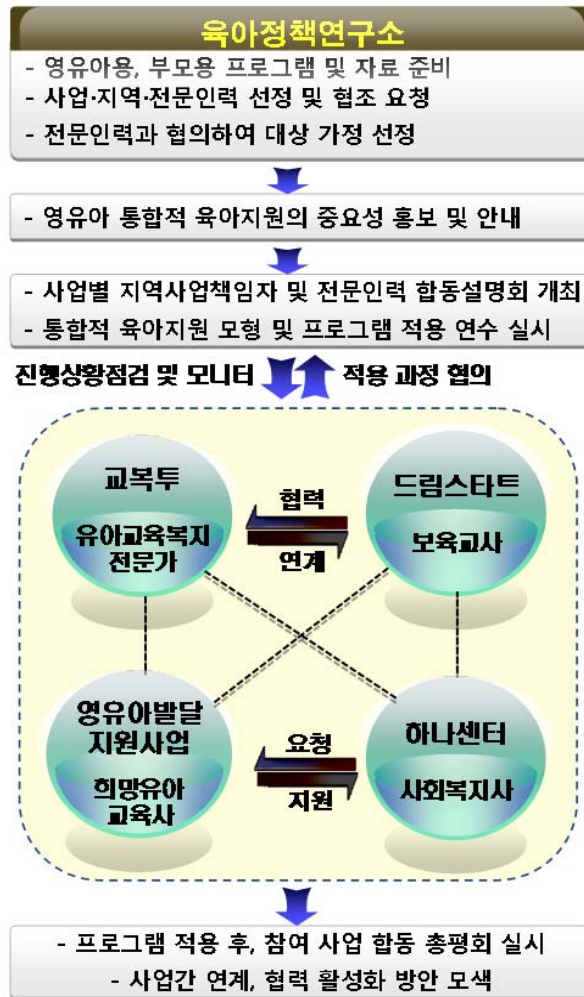 육아정책연구소
- 영유아용, 부모용 프로그램 및 자료 준비
- 사업·지역·전문인력 선정 및 협조 요청
- 전문인력과 협의하여 대상 가정 선정
- 영유아 통합적 육아지원의 중요성 홍보 및 안내
- 사업별 지역사업책임자 및 전문인력 합동설명회 개최
- 통합적 육아지원 모형 및 프로그램 적용 연수 실시
진행상황점검 및 모니터
적용 과정 협의
교복투
유아교육복지
전문가
협력
연계
드림스타트
보육교사
영유아발달
지원사업
희망유아
교육사
요청
지원
하나센터
사회복지사
- 프로그램 적용 후, 참여 사업 합동 총평회 실시
- 사업간 연계, 협력 활성화 방안 모색